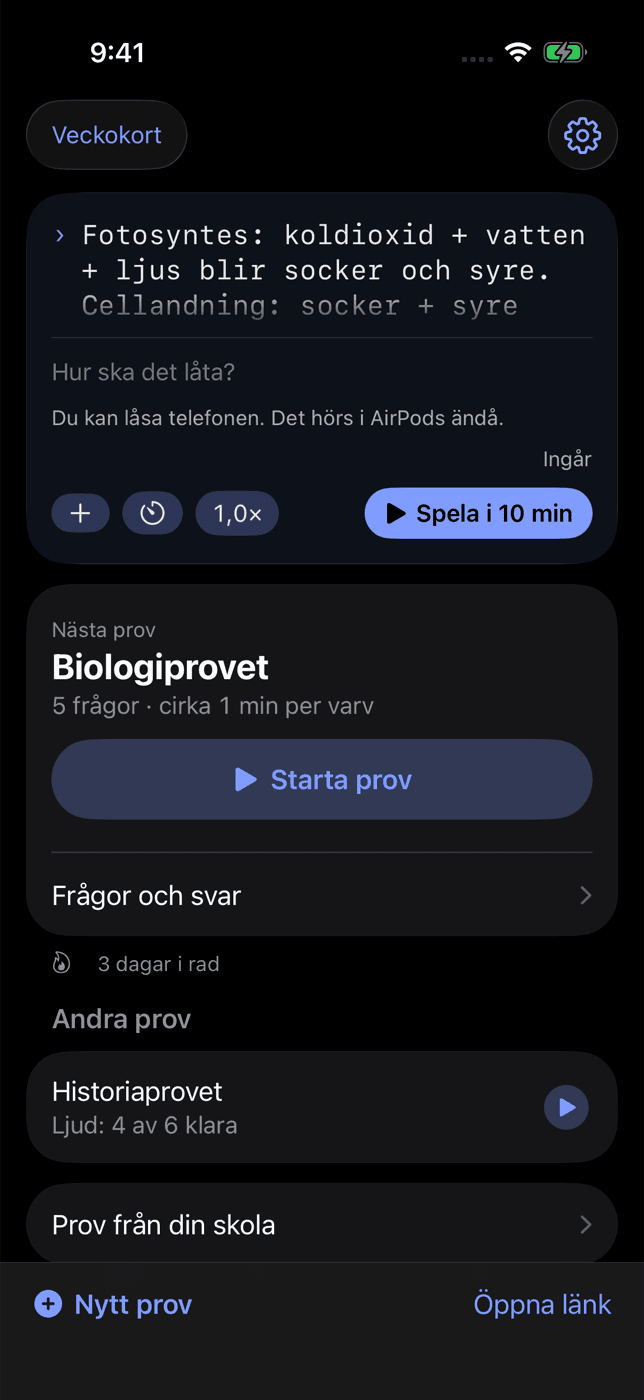 9:41
Veckokort
› Fotosyntes: koldioxid + vatten
+ ljus blir socker och syre.
Cellandning: socker + syre
Hur ska det låta?
Du kan låsa telefonen. Det hörs i AirPods ändå.
Ingår
1,0×
Spela i 10 min
Nästa prov
Biologiprovet
5 frågor · cirka 1 min per varv
Starta prov
Frågor och svar
3 dagar i rad
Andra prov
Historiaprovet
Ljud: 4 av 6 klara
Prov från din skola
Nytt prov
Öppna länk